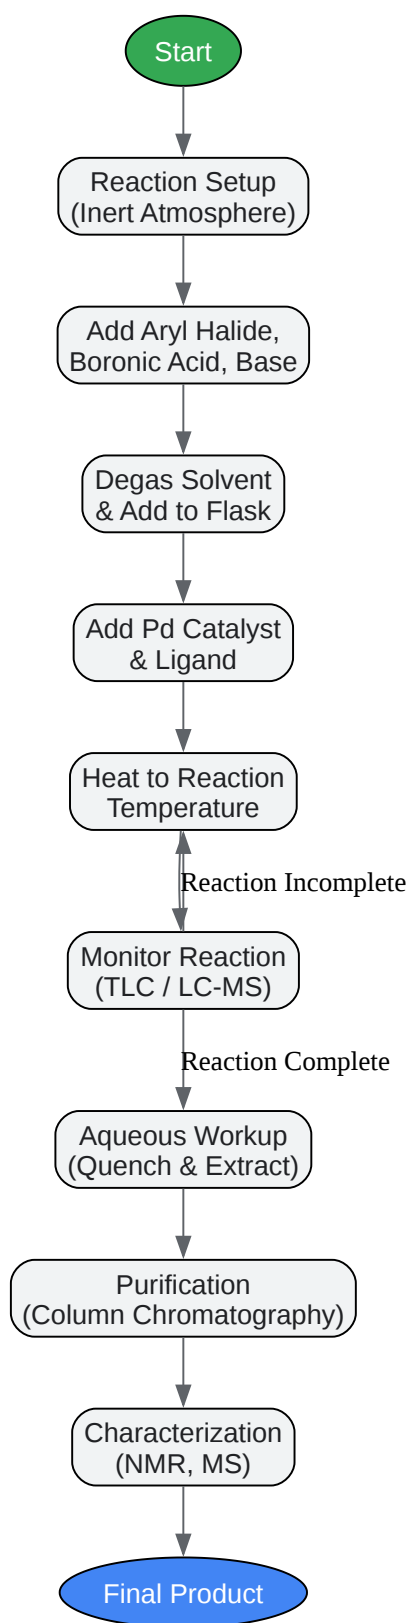 Start
Reaction Setup
(Inert Atmosphere)
Add Aryl Halide,
Boronic Acid, Base
Degas Solvent
& Add to Flask
Add Pd Catalyst
& Ligand
Heat to Reaction
Temperature
Reaction Incomplete
Monitor Reaction
(TLC / LC-MS)
Reaction Complete
Aqueous Workup
(Quench & Extract)
Purification
(Column Chromatography)
Characterization
(NMR, MS)
Final Product